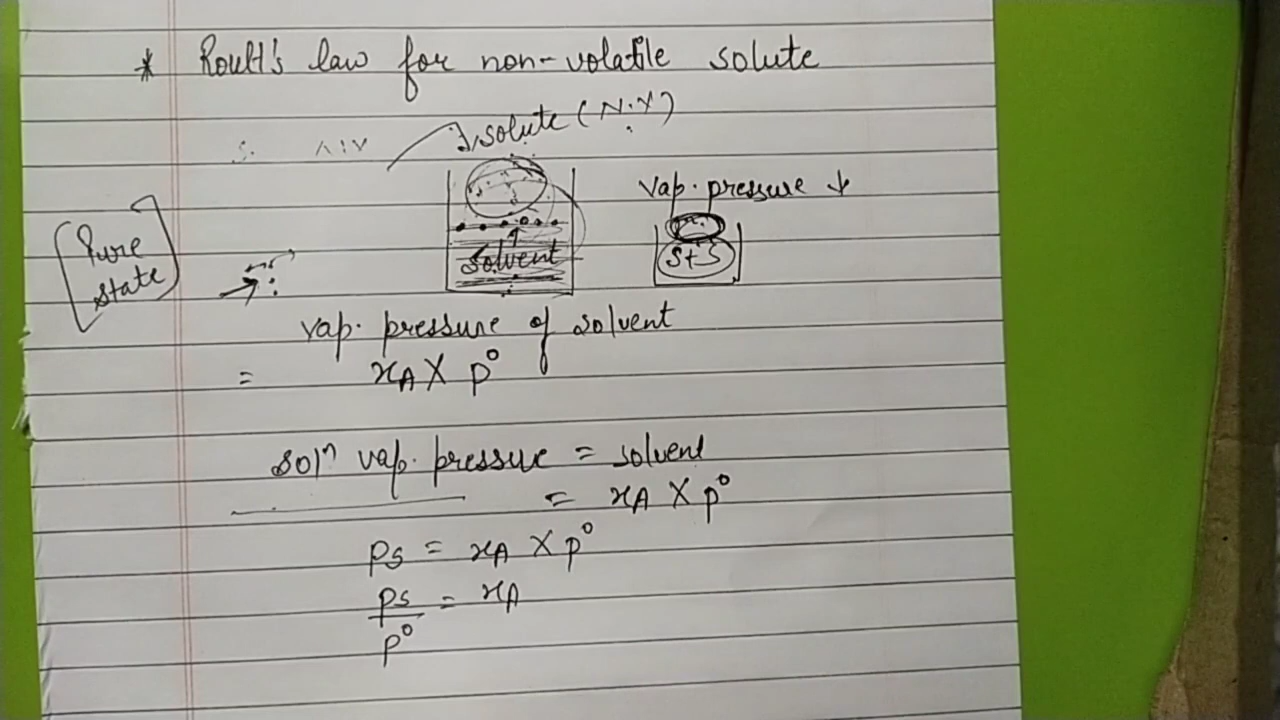 * Roult's law for non-volatile solute
solute (N.V)
Vap. pressure ↓
Pure
state
solvent
S+S
vap. pressure of solvent
= xA X p°
solⁿ vap. pressure = solvent
= xA X p°
ps = xA X p°
ps/p° = xA